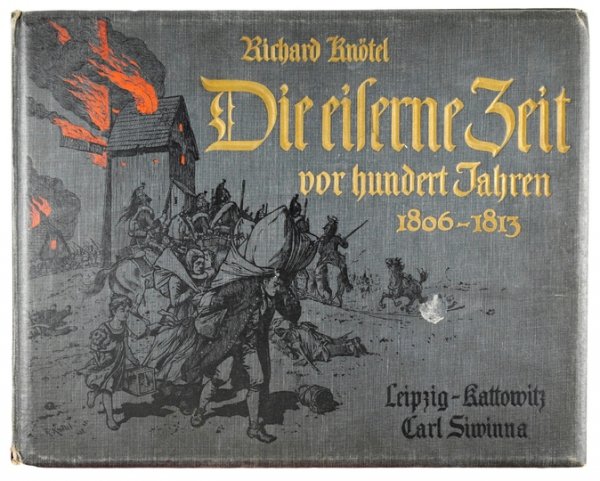 Richard Knötel
Die eiſerne Zeit
vor hundert Jahren
1806-1813
Leipzig-Kattowitz
Carl Siwinna